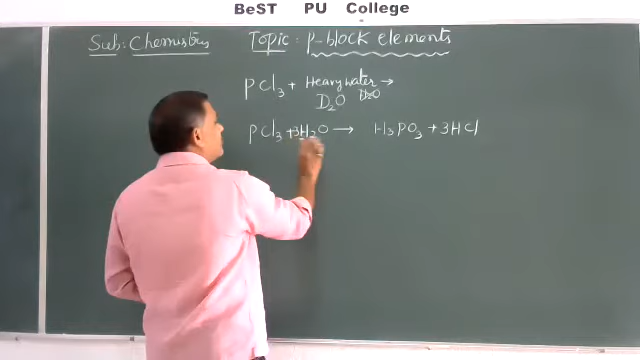 BeST PU College
Sub: Chemistry Topic: p-block elements
PCl₃ + Heavy water →
D₂O
PCl₃ + 3H₂O → H₃PO₃ + 3HCl